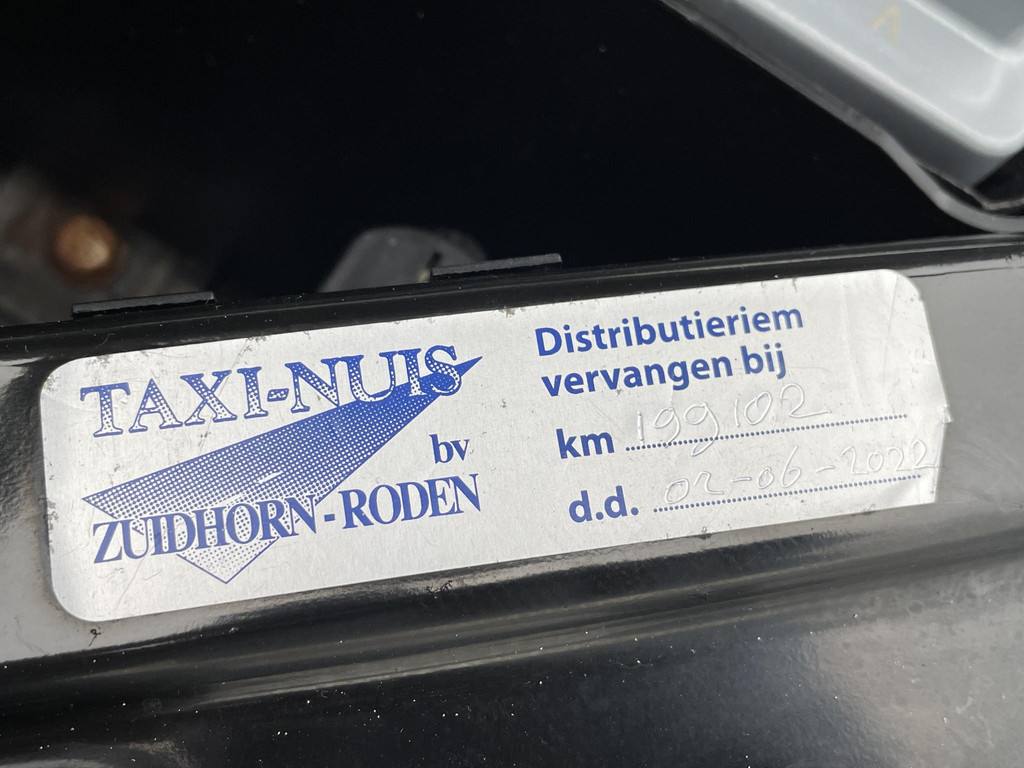 TAXI-NUIS
bv
ZUIDHORN-RODEN
Distributieriem
vervangen bij
km 199102
d.d. 02-06-2022